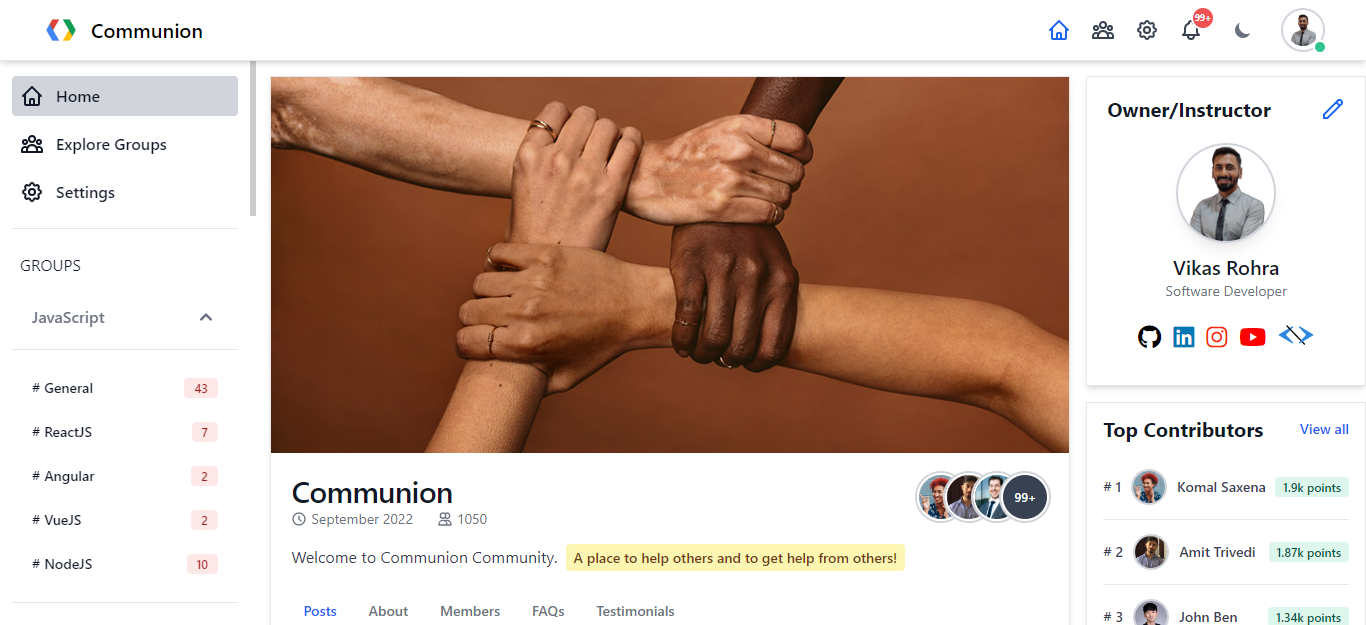 Communion
99+
Home
Explore Groups
Settings
GROUPS
JavaScript
# General 43
# ReactJS 7
# Angular 2
# VueJS 2
# NodeJS 10
Communion
September 2022 1050
99+
Welcome to Communion Community. A place to help others and to get help from others!
Posts About Members FAQs Testimonials
Owner/Instructor
Vikas Rohra
Software Developer
in
Top Contributors View all
# 1 Komal Saxena 1.9k points
# 2 Amit Trivedi 1.87k points
# 3 John Ben 1.34k points